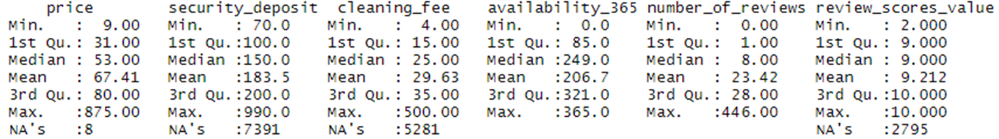 price security_deposit cleaning_fee availability_365 number_of_reviews review_scores_value
Min. : 9.00 Min. : 70.0 Min. : 4.00 Min. : 0.0 Min. : 0.00 Min. : 2.000
1st Qu.: 31.00 1st Qu.:100.0 1st Qu.: 15.00 1st Qu.: 85.0 1st Qu.: 1.00 1st Qu.: 9.000
Median : 53.00 Median :150.0 Median : 25.00 Median :249.0 Median : 8.00 Median : 9.000
Mean : 67.41 Mean :183.5 Mean : 29.63 Mean :206.7 Mean : 23.42 Mean : 9.212
3rd Qu.: 80.00 3rd Qu.:200.0 3rd Qu.: 35.00 3rd Qu.:321.0 3rd Qu.: 28.00 3rd Qu.:10.000
Max. :875.00 Max. :990.0 Max. :500.00 Max. :365.0 Max. :446.00 Max. :10.000
NA's :8 NA's :7391 NA's :5281 NA's :2795